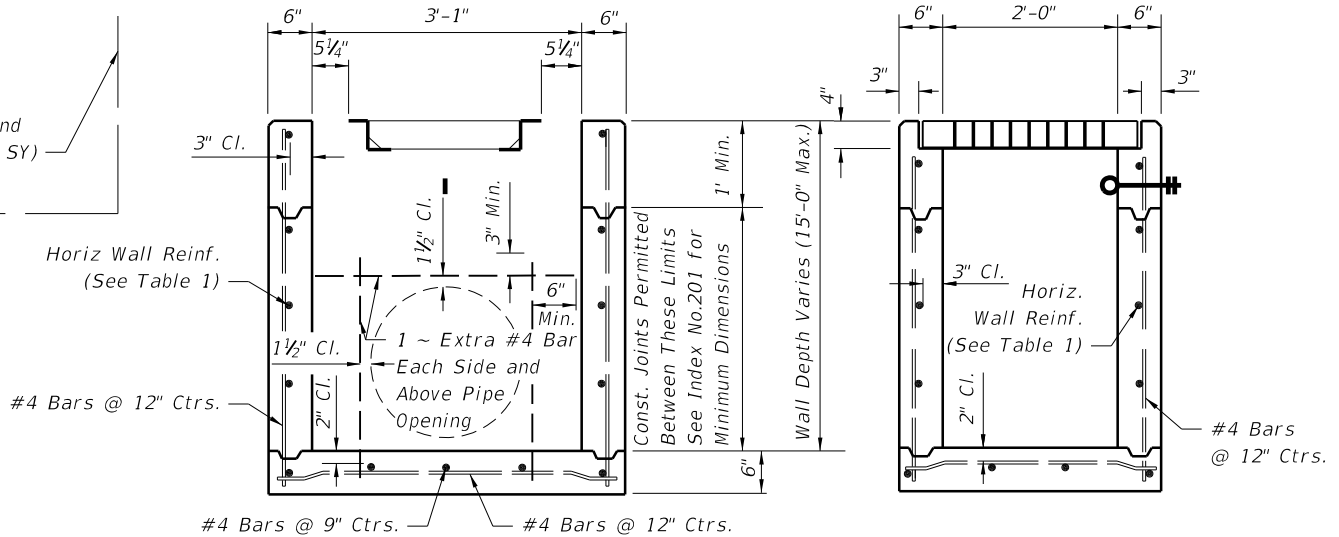 6"
3'-1"
6"
5¼"
5¼"
nd
SY)
3" Cl.
Horiz Wall Reinf.
(See Table 1)
1½" Cl.
3" Min.
6"
Min.
1½" Cl.
1 ~ Extra #4 Bar
Each Side and
Above Pipe
Opening
#4 Bars @ 12" Ctrs.
2" Cl.
#4 Bars @ 9" Ctrs.
#4 Bars @ 12" Ctrs.
1' Min.
Const. Joints Permitted
Between These Limits
See Index No.201 for
Minimum Dimensions
Wall Depth Varies (15'-0" Max.)
6"
6"
2'-0"
6"
3"
3"
4"
3" Cl.
Horiz.
Wall Reinf.
(See Table 1)
2" Cl.
#4 Bars
@ 12" Ctrs.